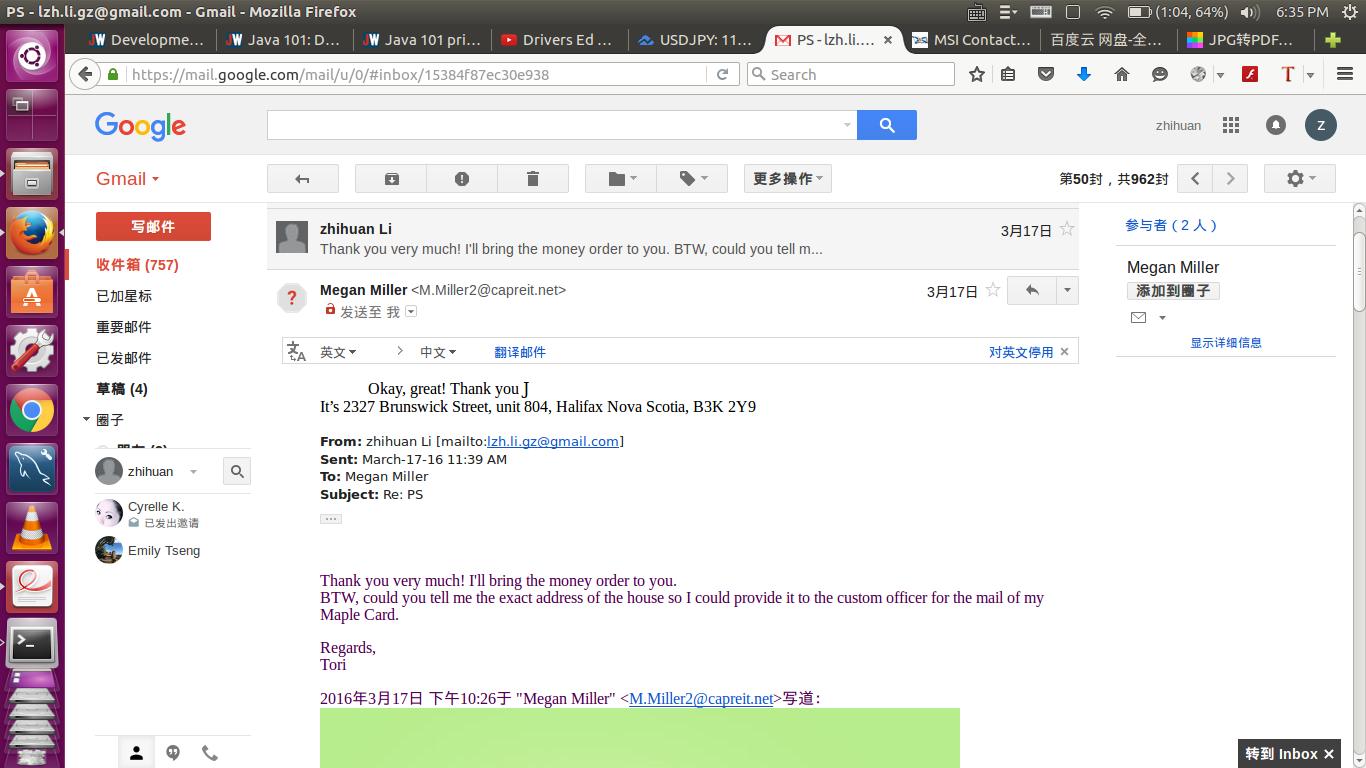 PS - lzh.li.gz@gmail.com - Gmail - Mozilla Firefox
(1:04, 64%) 6:35 PM
JW Developme... JW Java 101: D... JW Java 101 pri... Drivers Ed ... USDJPY: 11... PS - lzh.li.... MSI Contact... 百度云 网盘-全... JPG转PDF...
https://mail.google.com/mail/u/0/#inbox/15384f87ec30e938 Search
Google zhihuan Z
Gmail 更多操作 第50封，共962封
写邮件
收件箱 (757)
已加星标
重要邮件
已发邮件
草稿 (4)
圈子
zhihuan
Cyrelle K.
已发出邀请
Emily Tseng
zhihuan Li 3月17日
Thank you very much! I'll bring the money order to you. BTW, could you tell m...
Megan Miller <M.Miller2@capreit.net> 3月17日
发送至 我
英文 中文 翻译邮件 对英文停用
Okay, great! Thank you J
It’s 2327 Brunswick Street, unit 804, Halifax Nova Scotia, B3K 2Y9
From: zhihuan Li [mailto:lzh.li.gz@gmail.com]
Sent: March-17-16 11:39 AM
To: Megan Miller
Subject: Re: PS
Thank you very much! I'll bring the money order to you.
BTW, could you tell me the exact address of the house so I could provide it to the custom officer for the mail of my
Maple Card.
Regards,
Tori
2016年3月17日 下午10:26于 "Megan Miller" <M.Miller2@capreit.net>写道：
参与者（2 人）
Megan Miller
添加到圈子
显示详细信息
转到 Inbox